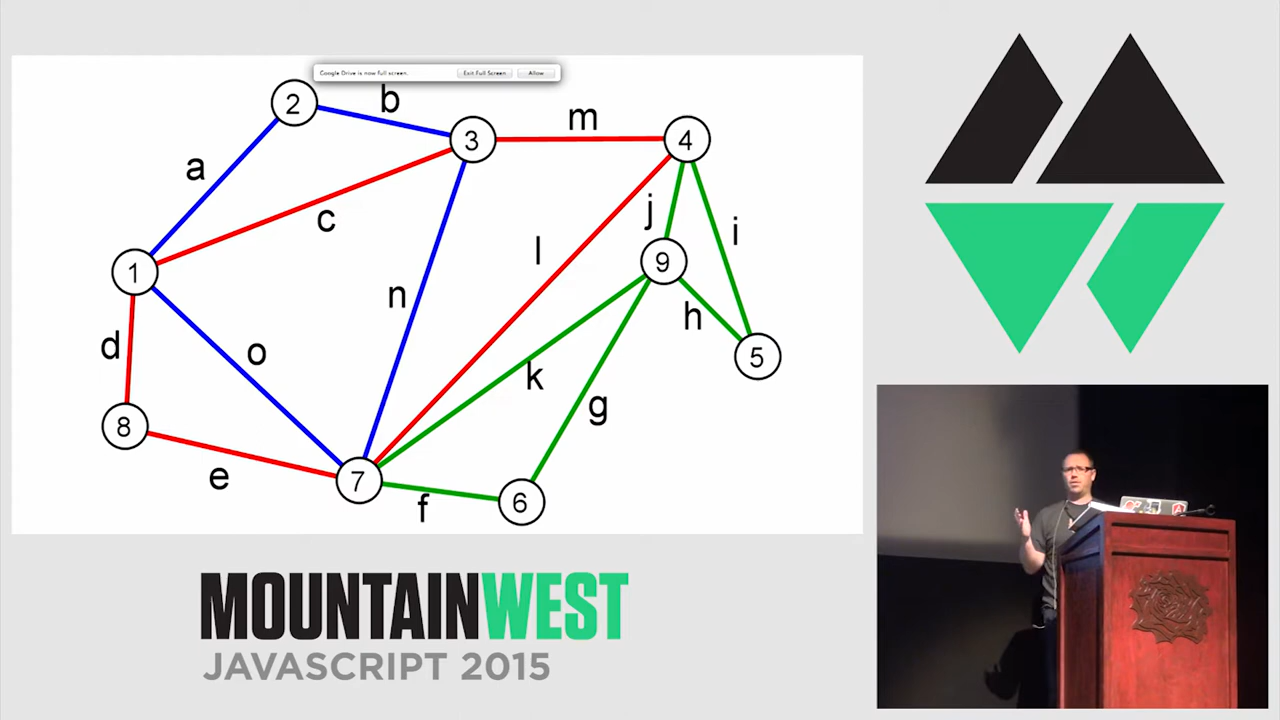 Google Drive is now full screen. Exit Full Screen Allow
2 b
3 m 4
a
c j i
l 9
1 n h
d o k 5
g
8
e 7 f 6
MOUNTAINWEST
JAVASCRIPT 2015